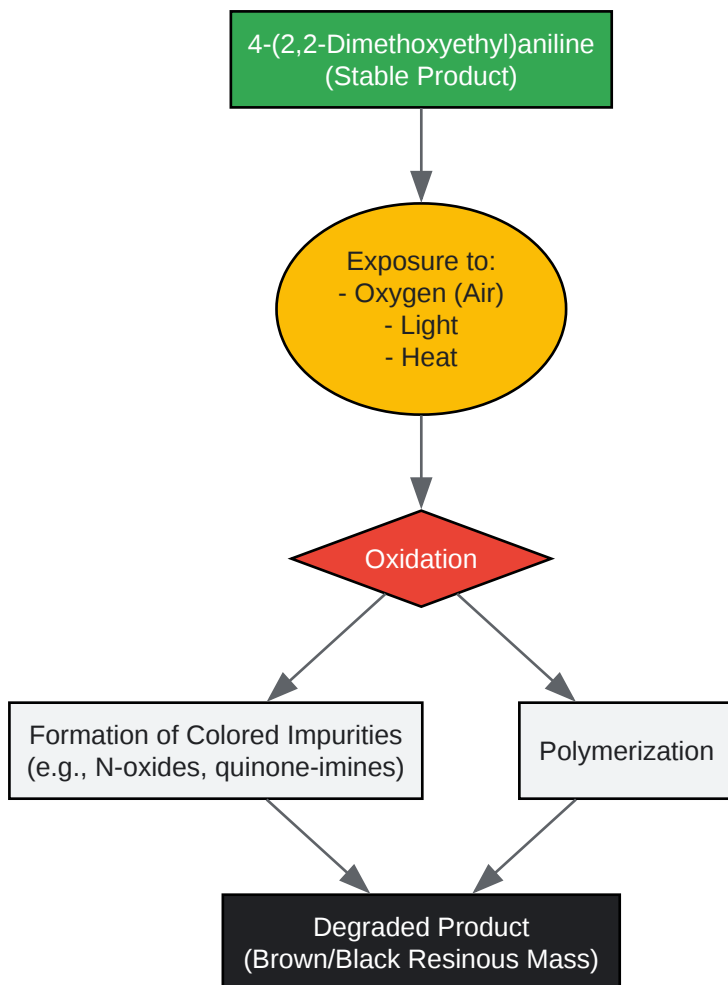 4-(2,2-Dimethoxyethyl)aniline
(Stable Product)
Exposure to:
- Oxygen (Air)
- Light
- Heat
Oxidation
Formation of Colored Impurities
(e.g., N-oxides, quinone-imines)
Polymerization
Degraded Product
(Brown/Black Resinous Mass)